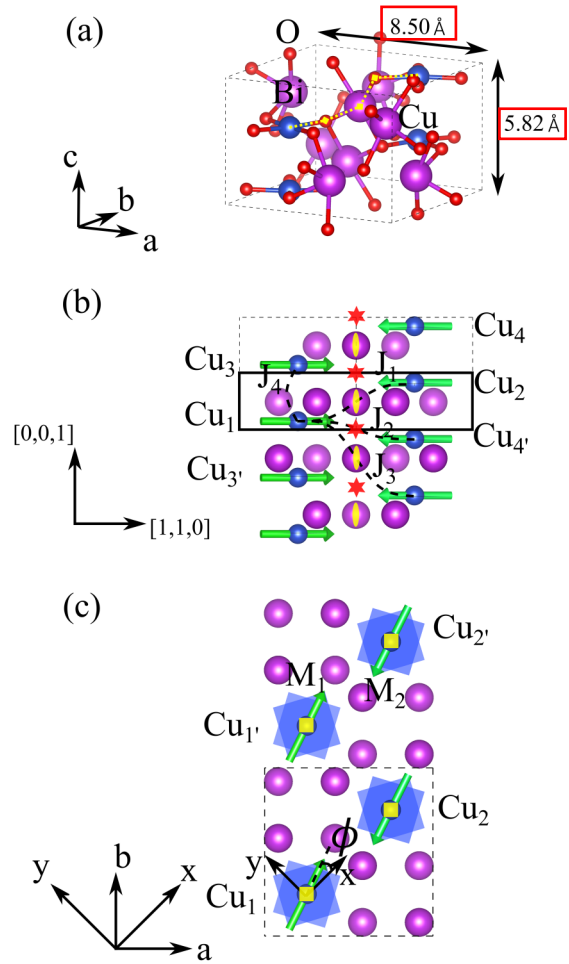 (a)
8.50 Å
O
Bi
Cu
5.82 Å
c
b
a
(b)
Cu4
Cu3
J1
Cu2
J4
Cu1
J2
Cu4'
J3
Cu3'
[0,0,1]
[1,1,0]
(c)
Cu2'
M1
M2
Cu1'
Cu2
ϕ
y
b
x
y
x
Cu1
a